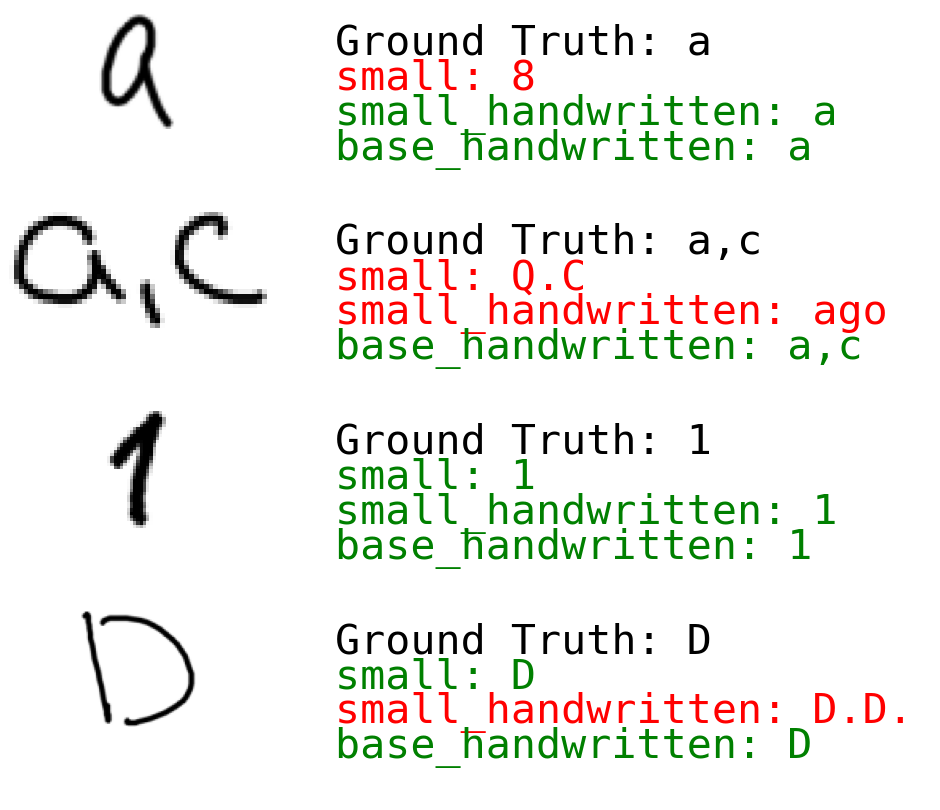 a
Ground Truth: a
small: 8
small_handwritten: a
base_handwritten: a
a,c
Ground Truth: a,c
small: Q.C
small_handwritten: ago
base_handwritten: a,c
1
Ground Truth: 1
small: 1
small_handwritten: 1
base_handwritten: 1
D
Ground Truth: D
small: D
small_handwritten: D.D.
base_handwritten: D